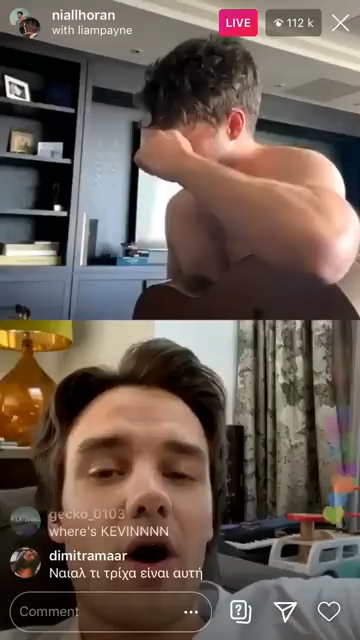 niallhoran
with liampayne
LIVE
112 k
gecko_0103
where's KEVINNNN
dimitramaar
Ναιαλ τι τρίχα είναι αυτή
Comment